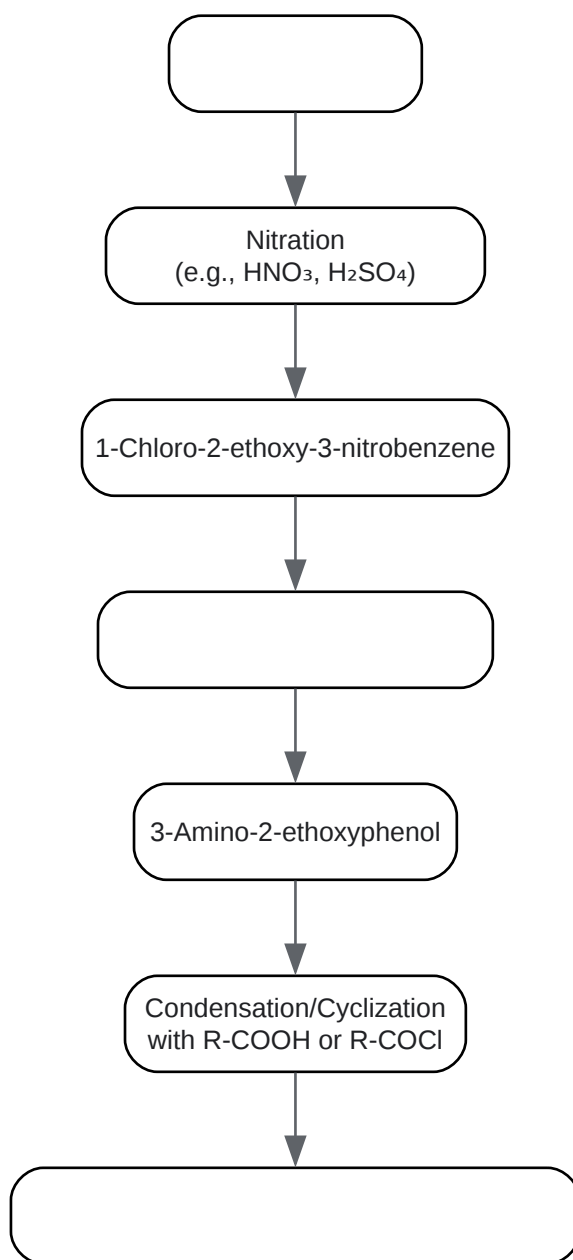 Nitration
(e.g., HNO₃, H₂SO₄)
1-Chloro-2-ethoxy-3-nitrobenzene
3-Amino-2-ethoxyphenol
Condensation/Cyclization
with R-COOH or R-COCl